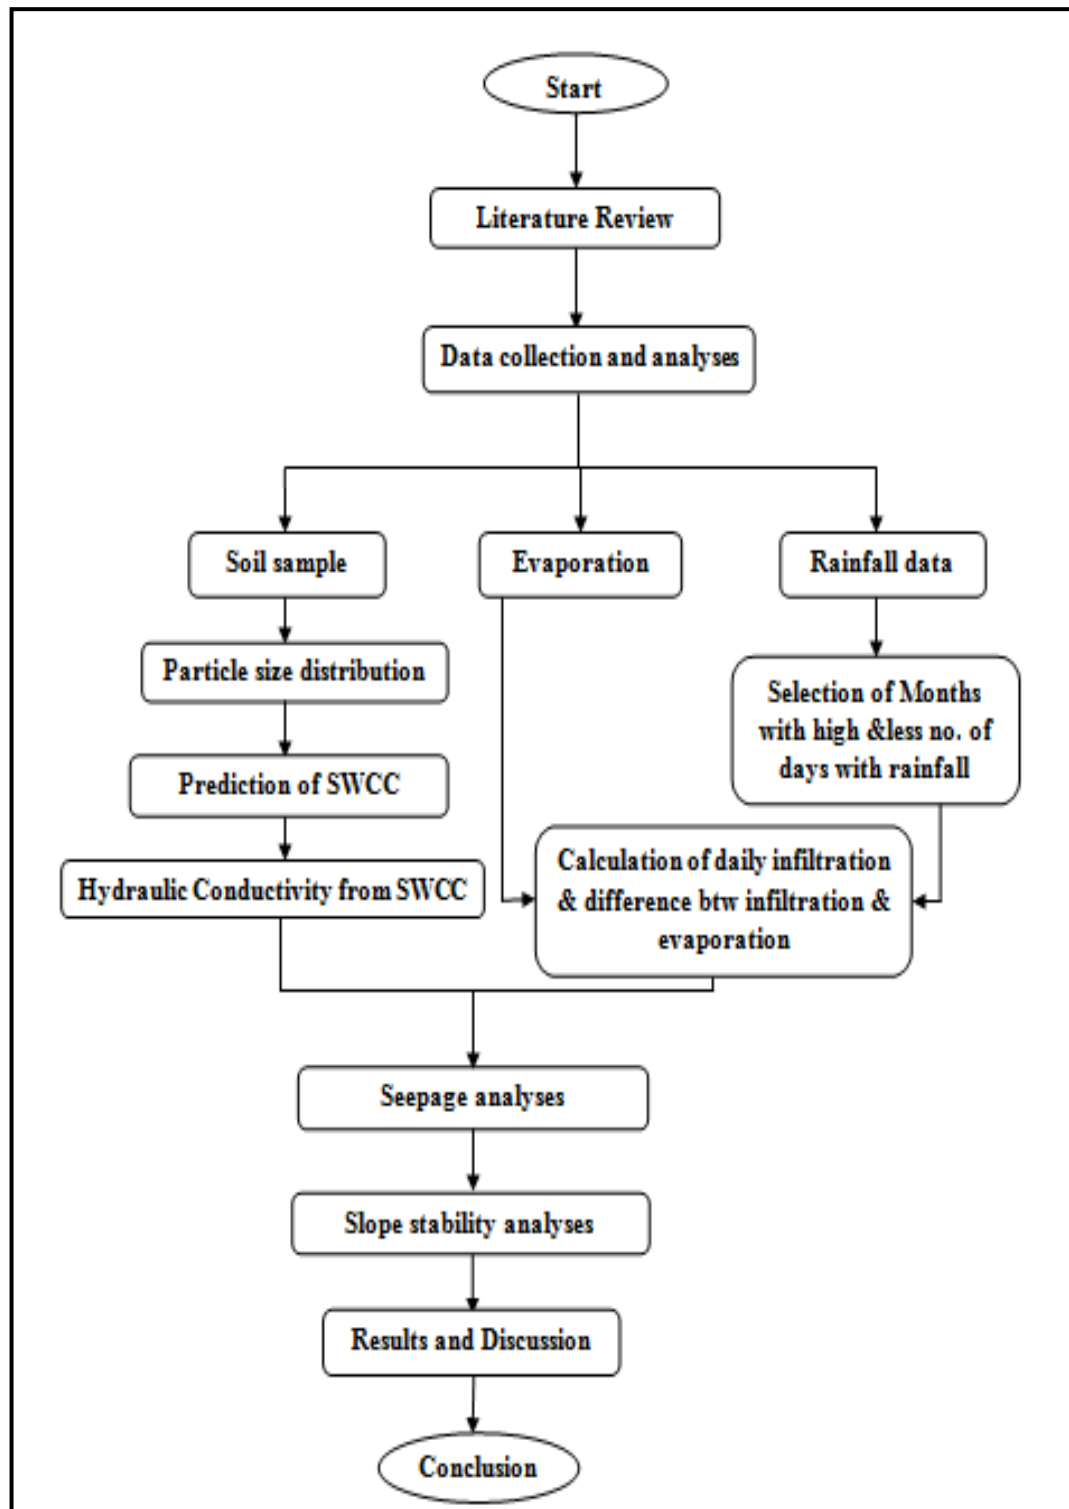 Start
Literature Review
Data collection and analyses
Soil sample
Evaporation
Rainfall data
Particle size distribution
Selection of Months
with high &less no. of
days with rainfall
Prediction of SWCC
Hydraulic Conductivity from SWCC
Calculation of daily infiltration
& difference btw infiltration &
evaporation
Seepage analyses
Slope stability analyses
Results and Discussion
Conclusion